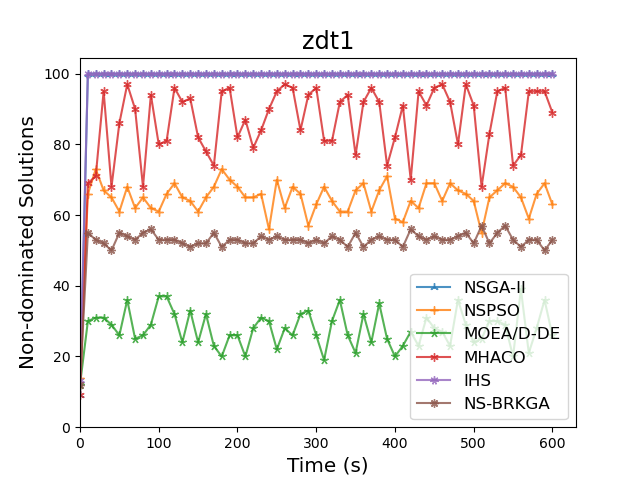 zdt1
Non-dominated Solutions
100
80
60
40
20
0
0 100 200 300 400 500 600
Time (s)
NSGA-II
NSPSO
MOEA/D-DE
MHACO
IHS
NS-BRKGA